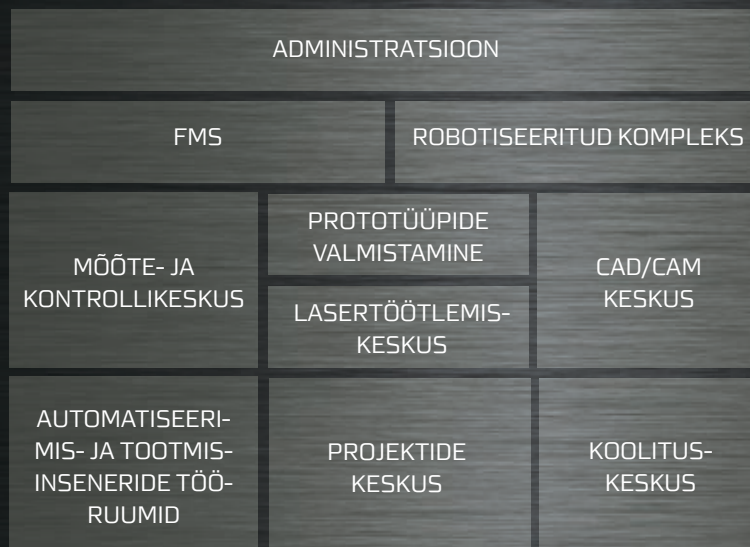 ADMINISTRATSIOON
FMS
ROBOTISEERITUD KOMPLEKS
MÕÕTE- JA
KONTROLLIKESKUS
PROTOTÜÜPIDE
VALMISTAMINE
LASERTÖÖTLEMIS-
KESKUS
CAD/CAM
KESKUS
AUTOMATISEERI-
MIS- JA TOOTMIS-
INSENERIDE TÖÖ-
RUUMID
PROJEKTIDE
KESKUS
KOOLITUS-
KESKUS